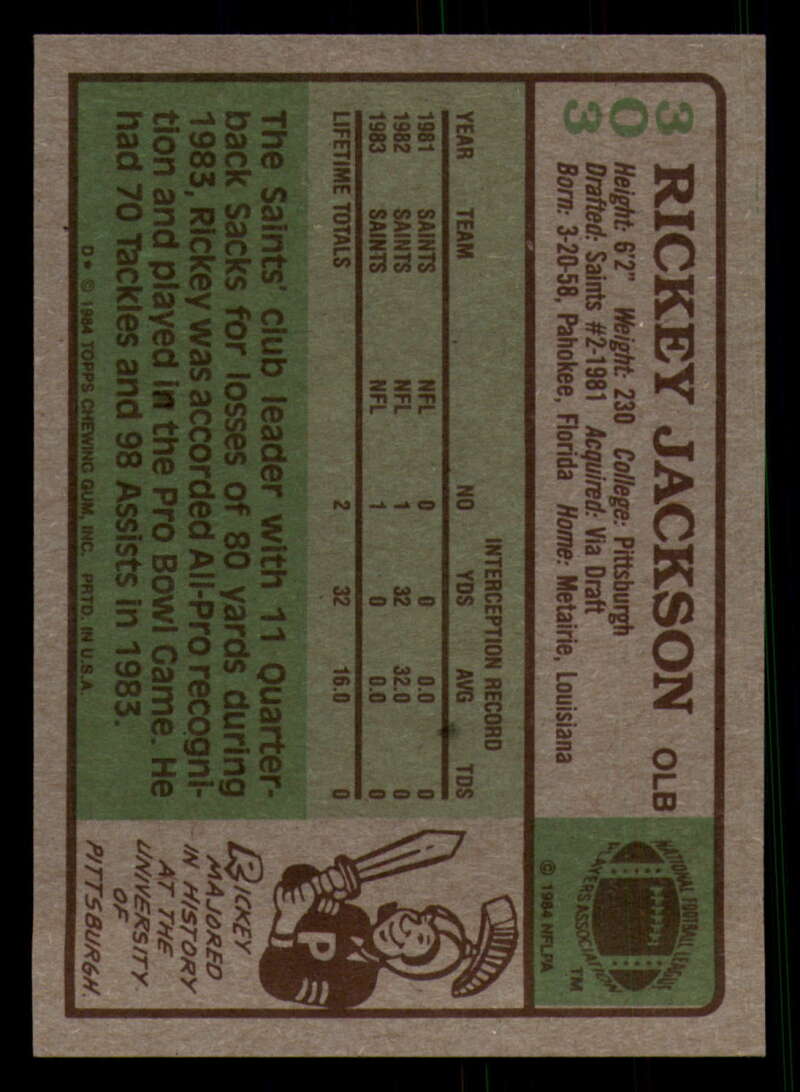 303
RICKEY JACKSON OLB
Height: 6'2" Weight: 230 College: Pittsburgh
Drafted: Saints #2-1981 Acquired: Via Draft
Born: 3-20-58, Pahokee, Florida Home: Metairie, Louisiana
NATIONAL FOOTBALL LEAGUE
PLAYERS ASSOCIATION
TM
© 1984 NFLPA
INTERCEPTION RECORD
YEAR TEAM NO YDS AVG TDS
1981 SAINTS NFL 0 0 0.0 0
1982 SAINTS NFL 1 32 32.0 0
1983 SAINTS NFL 1 0 0.0 0
LIFETIME TOTALS 2 32 16.0 0
The Saints' club leader with 11 Quarter-
back Sacks for losses of 80 yards during
1983, Rickey was accorded All-Pro recogni-
tion and played in the Pro Bowl Game. He
had 70 Tackles and 98 Assists in 1983.
D* © 1984 TOPPS CHEWING GUM, INC. PRTD. IN U.S.A.
P
RICKEY
MAJORED
IN HISTORY
AT THE
UNIVERSITY
OF
PITTSBURGH.